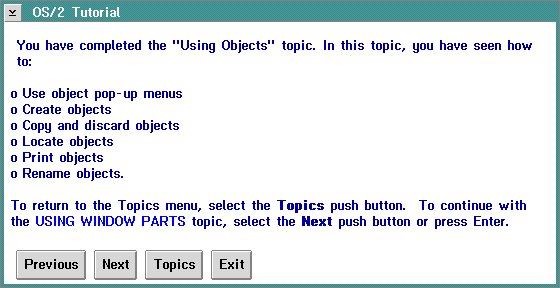 OS/2 Tutorial
You have completed the "Using Objects" topic. In this topic, you have seen how
to:
o Use object pop-up menus
o Create objects
o Copy and discard objects
o Locate objects
o Print objects
o Rename objects.
To return to the Topics menu, select the Topics push button. To continue with
the USING WINDOW PARTS topic, select the Next push button or press Enter.
Previous Next Topics Exit